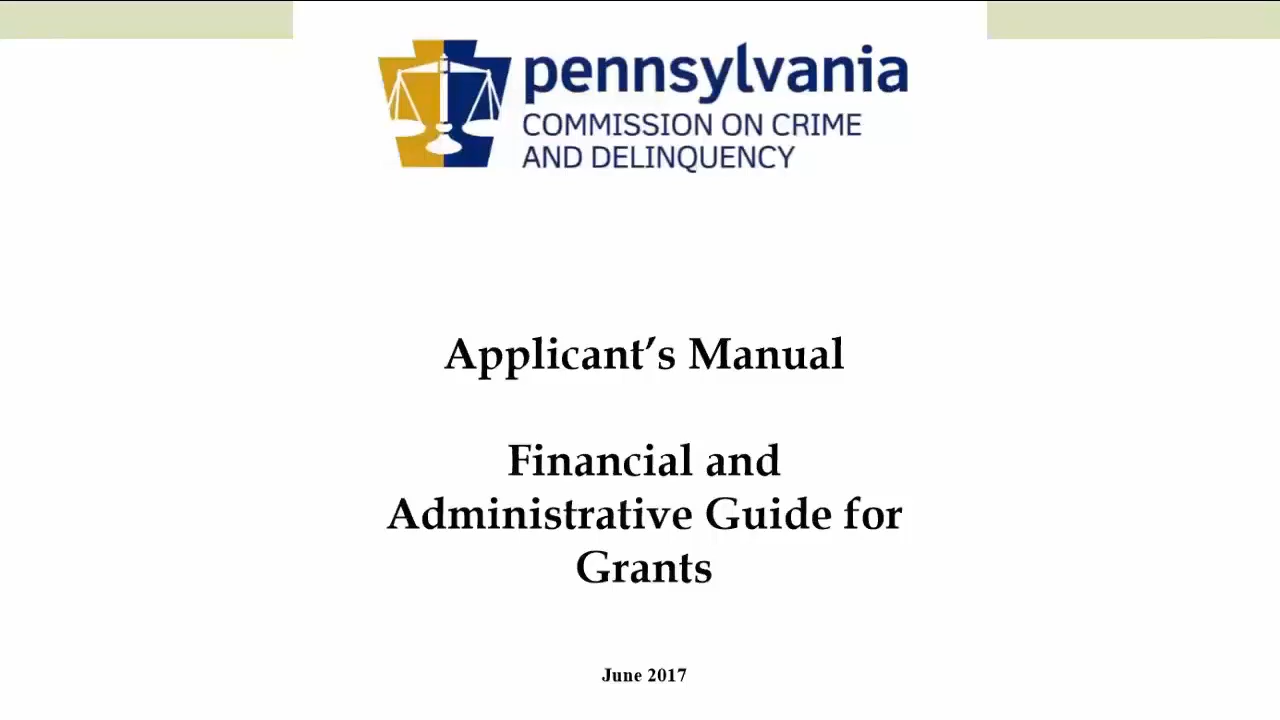 pennsylvania
COMMISSION ON CRIME
AND DELINQUENCY
Applicant’s Manual
Financial and
Administrative Guide for
Grants
June 2017